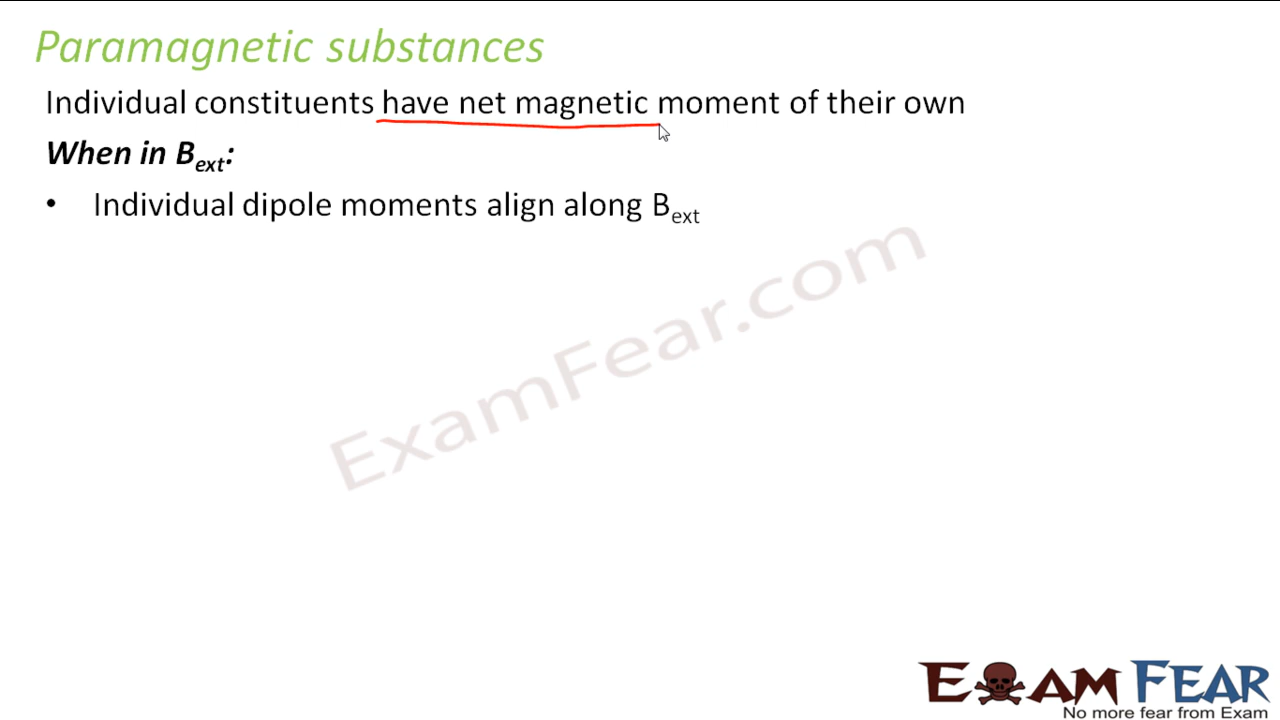 Paramagnetic substances
Individual constituents have net magnetic moment of their own
When in Bext:
• Individual dipole moments align along Bext
ExamFear.com
EXAM FEAR
No more fear from Exam